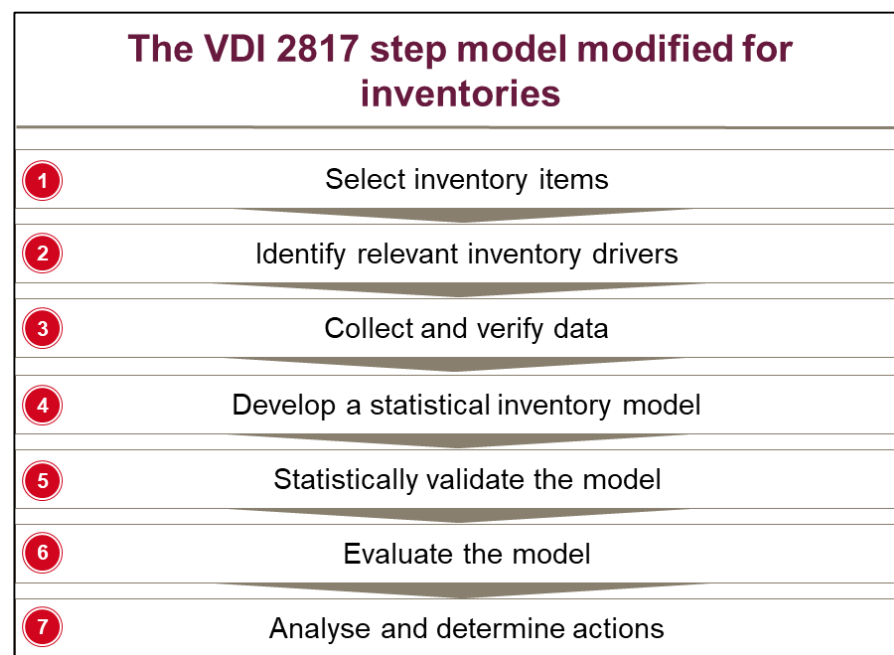 The VDI 2817 step model modified for
inventories
1 Select inventory items
2 Identify relevant inventory drivers
3 Collect and verify data
4 Develop a statistical inventory model
5 Statistically validate the model
6 Evaluate the model
7 Analyse and determine actions